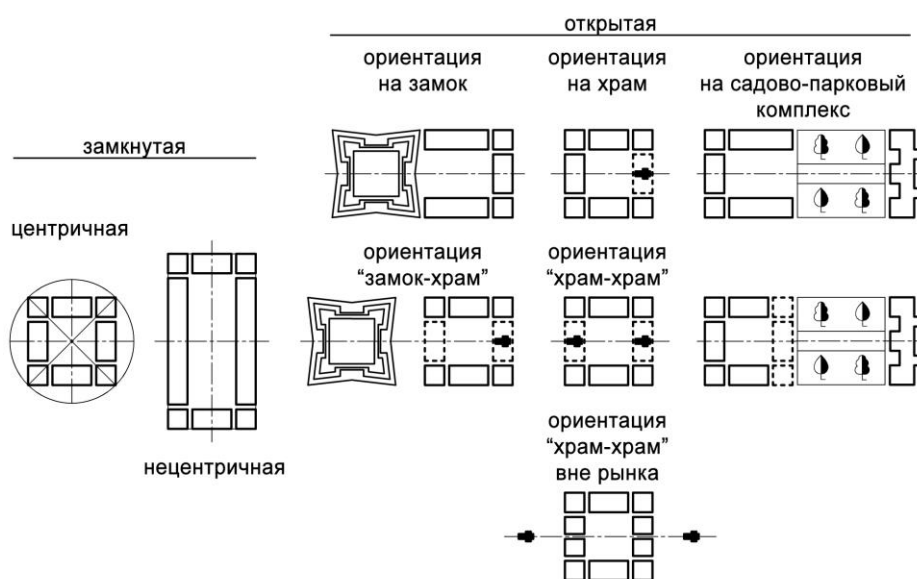 открытая
ориентация
на замок
ориентация
на храм
ориентация
на садово-парковый
комплекс
замкнутая
центричная
нецентричная
ориентация
“замок-храм”
ориентация
“храм-храм”
ориентация
“храм-храм”
вне рынка